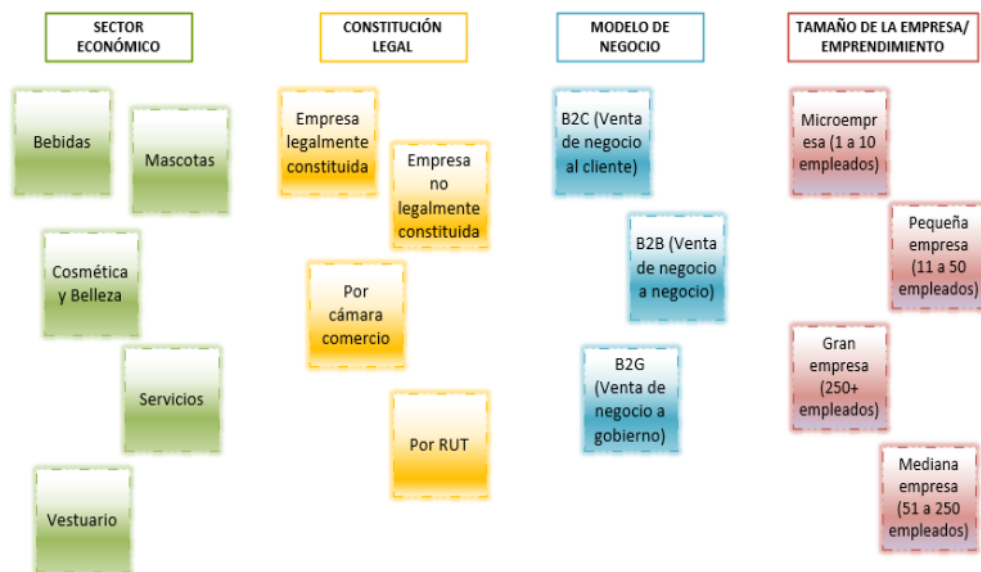 SECTOR
ECONÓMICO
Bebidas
Mascotas
Cosmética
y Belleza
Servicios
Vestuario
CONSTITUCIÓN
LEGAL
Empresa
legalmente
constituida
Empresa
no
legalmente
constituida
Por
cámara
comercio
Por RUT
MODELO DE
NEGOCIO
B2C (Venta
de negocio
al cliente)
B2B (Venta
de negocio
a negocio)
B2G
(Venta de
negocio a
gobierno)
TAMAÑO DE LA EMPRESA/
EMPRENDIMIENTO
Microempr
esa (1 a 10
empleados)
Pequeña
empresa
(11 a 50
empleados)
Gran
empresa
(250+
empleados)
Mediana
empresa
(51 a 250
empleados)